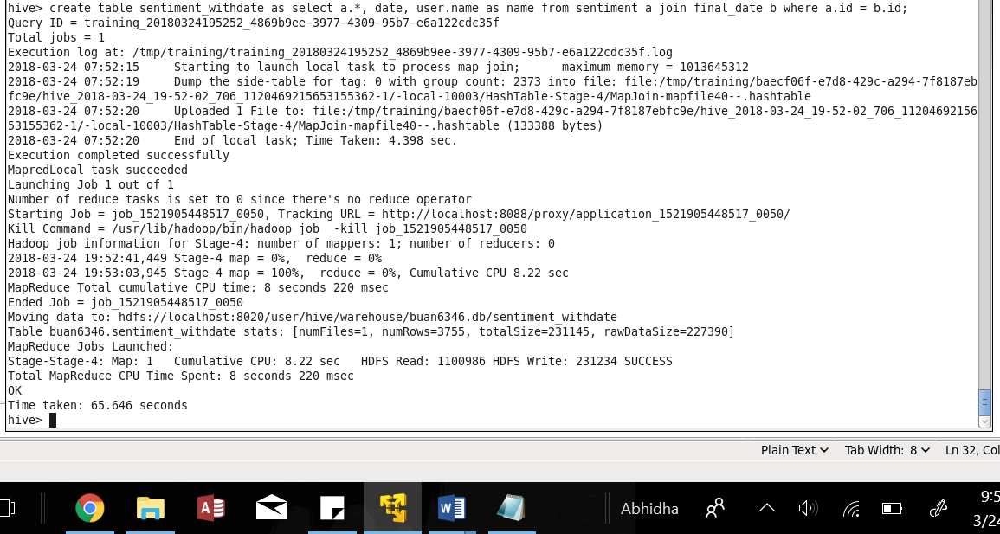 hive> create table sentiment_withdate as select a.*, date, user.name as name from sentiment a join final_date b where a.id = b.id;
Query ID = training_20180324195252_4869b9ee-3977-4309-95b7-e6a122cdc35f
Total jobs = 1
Execution log at: /tmp/training/training_20180324195252_4869b9ee-3977-4309-95b7-e6a122cdc35f.log
2018-03-24 07:52:15     Starting to launch local task to process map join;      maximum memory = 1013645312
2018-03-24 07:52:19     Dump the side-table for tag: 0 with group count: 2373 into file: file:/tmp/training/baecf06f-e7d8-429c-a294-7f8187eb
fc9e/hive_2018-03-24_19-52-02_706_1120469215653155362-1/-local-10003/HashTable-Stage-4/MapJoin-mapfile40--.hashtable
2018-03-24 07:52:20     Uploaded 1 File to: file:/tmp/training/baecf06f-e7d8-429c-a294-7f8187ebfc9e/hive_2018-03-24_19-52-02_706_11204692156
53155362-1/-local-10003/HashTable-Stage-4/MapJoin-mapfile40--.hashtable (133388 bytes)
2018-03-24 07:52:20     End of local task; Time Taken: 4.398 sec.
Execution completed successfully
MapredLocal task succeeded
Launching Job 1 out of 1
Number of reduce tasks is set to 0 since there's no reduce operator
Starting Job = job_1521905448517_0050, Tracking URL = http://localhost:8088/proxy/application_1521905448517_0050/
Kill Command = /usr/lib/hadoop/bin/hadoop job  -kill job_1521905448517_0050
Hadoop job information for Stage-4: number of mappers: 1; number of reducers: 0
2018-03-24 19:52:41,449 Stage-4 map = 0%,  reduce = 0%
2018-03-24 19:53:03,945 Stage-4 map = 100%,  reduce = 0%, Cumulative CPU 8.22 sec
MapReduce Total cumulative CPU time: 8 seconds 220 msec
Ended Job = job_1521905448517_0050
Moving data to: hdfs://localhost:8020/user/hive/warehouse/buan6346.db/sentiment_withdate
Table buan6346.sentiment_withdate stats: [numFiles=1, numRows=3755, totalSize=231145, rawDataSize=227390]
MapReduce Jobs Launched:
Stage-Stage-4: Map: 1   Cumulative CPU: 8.22 sec   HDFS Read: 1100986 HDFS Write: 231234 SUCCESS
Total MapReduce CPU Time Spent: 8 seconds 220 msec
OK
Time taken: 65.646 seconds
hive>
Plain Text Tab Width: 8 Ln 32, Col
A W Abhidha 9:5
3/24